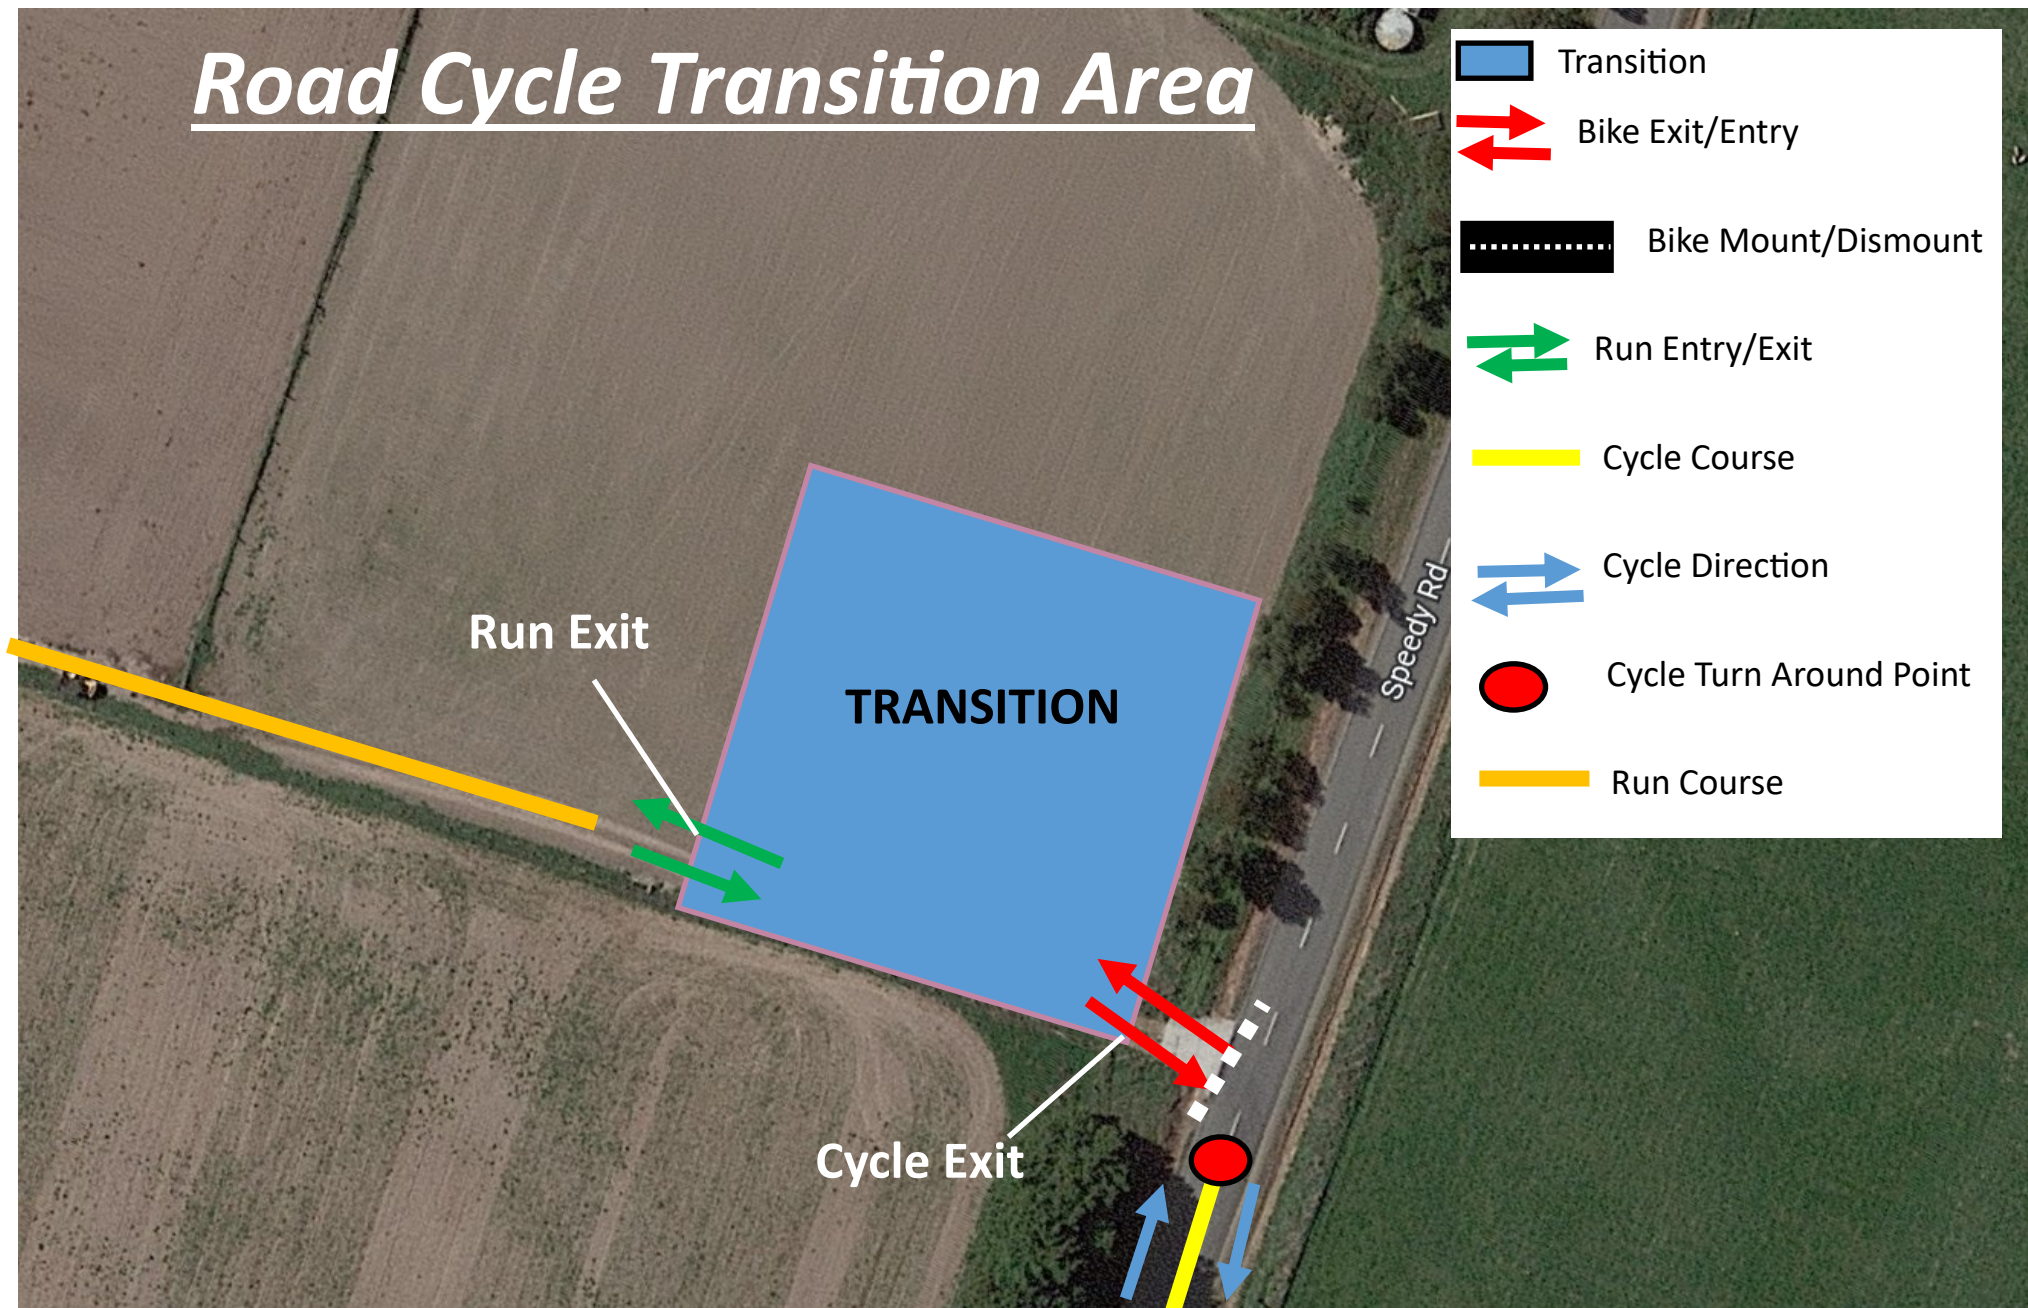 Road Cycle Transition Area
Transition
Bike Exit/Entry
Bike Mount/Dismount
Run Entry/Exit
Cycle Course
Cycle Direction
Cycle Turn Around Point
Run Course
Speedy Rd
Run Exit
TRANSITION
Cycle Exit